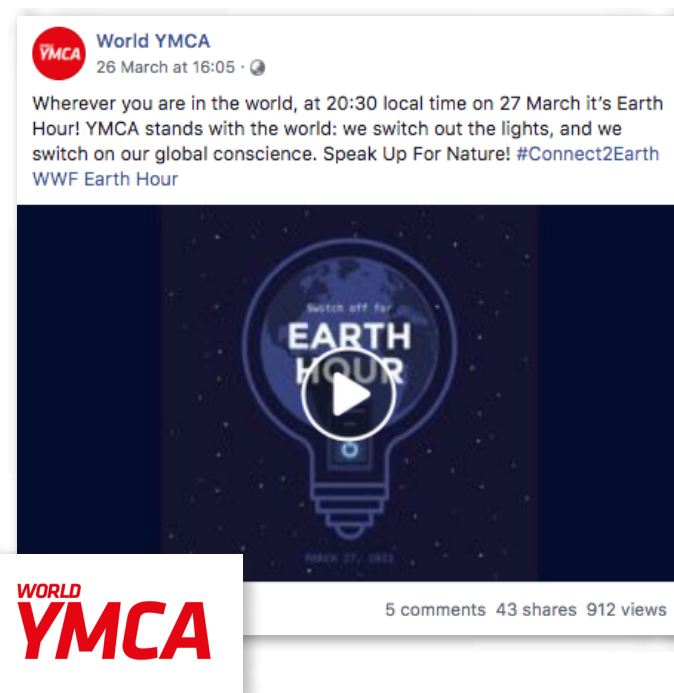 YMCA
World YMCA
26 March at 16:05 ·
Wherever you are in the world, at 20:30 local time on 27 March it's Earth
Hour! YMCA stands with the world: we switch out the lights, and we
switch on our global conscience. Speak Up For Nature! #Connect2Earth
WWF Earth Hour
Switch off for
EARTH
HOUR
MARCH 27, 2021
5 comments 43 shares 912 views
WORLD
YMCA